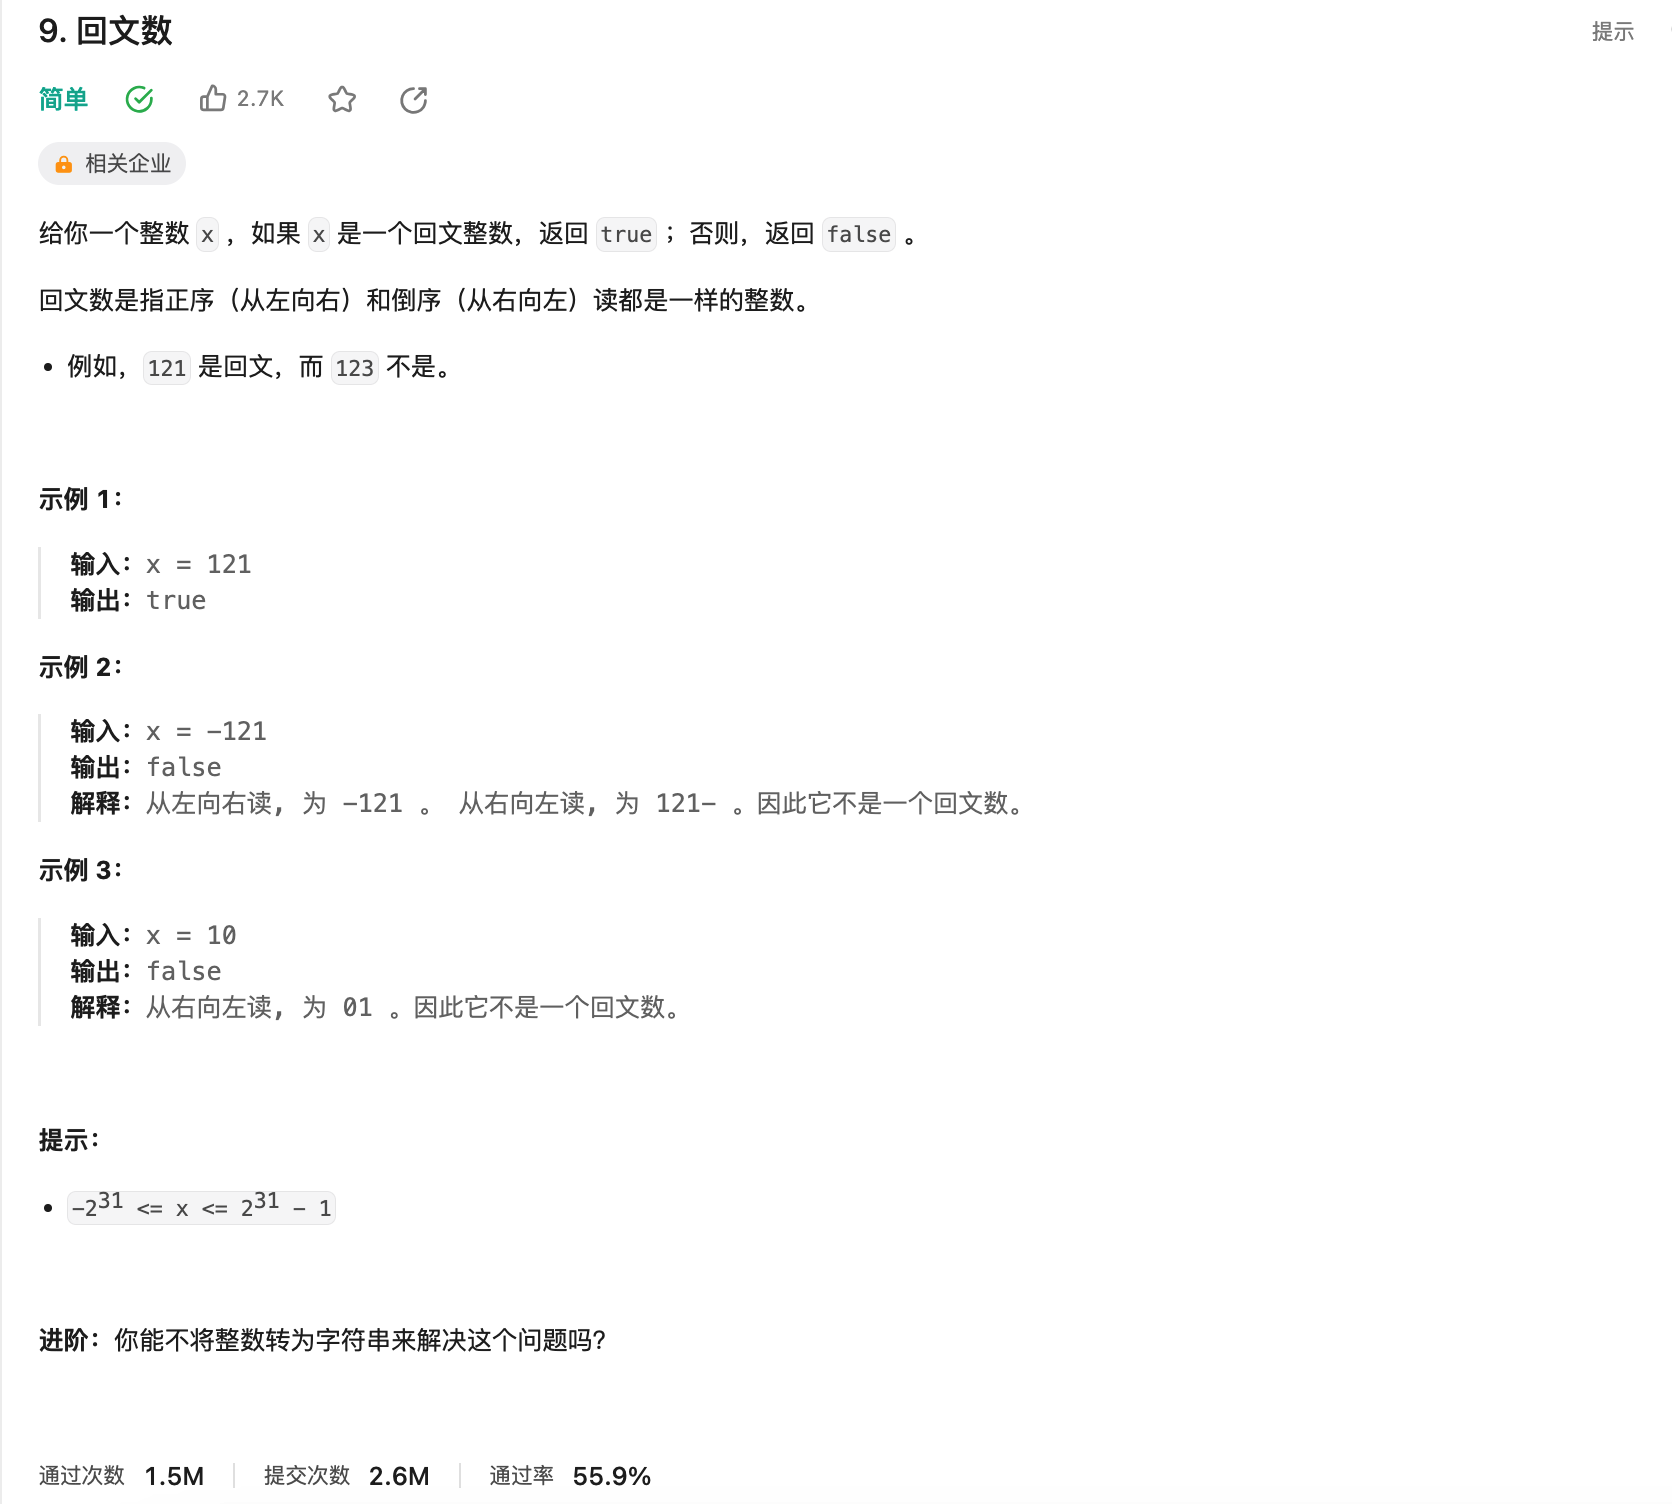 9. 回文数
提示
简单 2.7K
相关企业
给你一个整数 x ，如果 x 是一个回文整数，返回 true ；否则，返回 false 。
回文数是指正序（从左向右）和倒序（从右向左）读都是一样的整数。
• 例如，121 是回文，而 123 不是。
示例 1：
输入：x = 121
输出：true
示例 2：
输入：x = -121
输出：false
解释：从左向右读, 为 -121 。 从右向左读, 为 121- 。因此它不是一个回文数。
示例 3：
输入：x = 10
输出：false
解释：从右向左读, 为 01 。因此它不是一个回文数。
提示：
• -2³¹ <= x <= 2³¹ - 1
进阶：你能不将整数转为字符串来解决这个问题吗？
通过次数 1.5M 提交次数 2.6M 通过率 55.9%